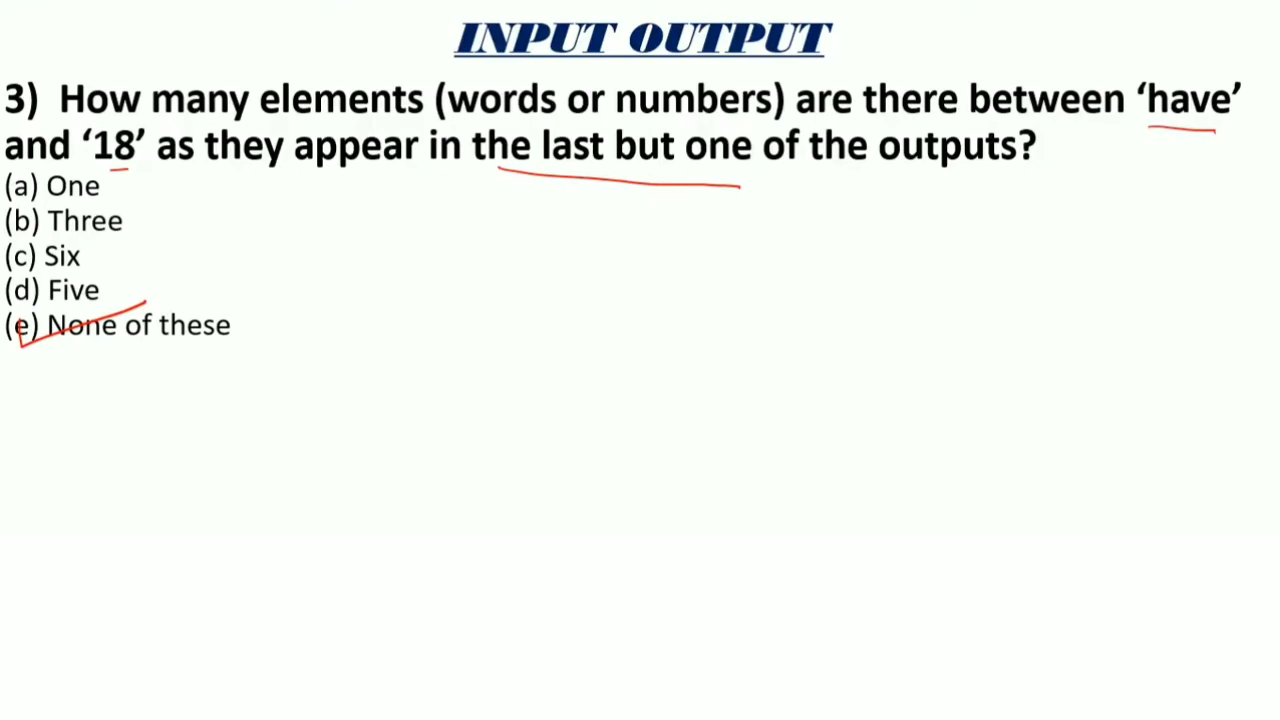 INPUT OUTPUT
3) How many elements (words or numbers) are there between ‘have’
and ‘18’ as they appear in the last but one of the outputs?
(a) One
(b) Three
(c) Six
(d) Five
(e) None of these